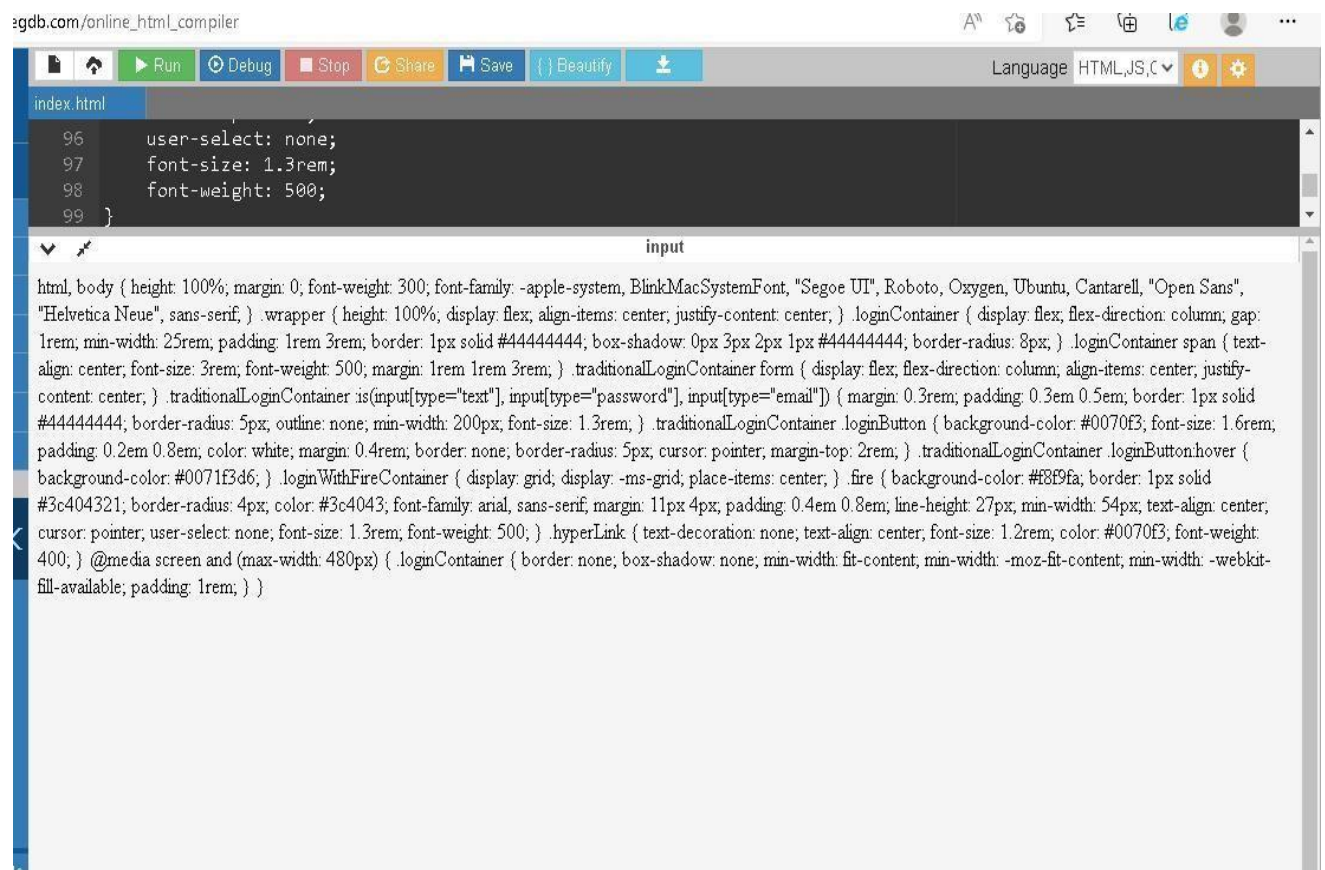 egdb.com/online_html_compiler
Run Debug Stop Share Save { } Beautify Language HTML,JS,C
index.html
96 user-select: none;
97 font-size: 1.3rem;
98 font-weight: 500;
99 }
input
html, body { height: 100%; margin: 0; font-weight: 300; font-family: -apple-system, BlinkMacSystemFont, "Segoe UI", Roboto, Oxygen, Ubuntu, Cantarell, "Open Sans",
"Helvetica Neue", sans-serif; } .wrapper { height: 100%; display: flex; align-items: center; justify-content: center; } .loginContainer { display: flex; flex-direction: column; gap:
1rem; min-width: 25rem; padding: 1rem 3rem; border: 1px solid #44444444; box-shadow: 0px 3px 2px 1px #44444444; border-radius: 8px; } .loginContainer span { text-
align: center; font-size: 3rem; font-weight: 500; margin: 1rem 1rem 3rem; } .traditionalLoginContainer form { display: flex; flex-direction: column; align-items: center; justify-
content: center; } .traditionalLoginContainer :is(input[type="text"], input[type="password"], input[type="email"]) { margin: 0.3rem; padding: 0.3em 0.5em; border: 1px solid
#44444444; border-radius: 5px; outline: none; min-width: 200px; font-size: 1.3rem; } .traditionalLoginContainer .loginButton { background-color: #0070f3; font-size: 1.6rem;
padding: 0.2em 0.8em; color: white; margin: 0.4rem; border: none; border-radius: 5px; cursor: pointer; margin-top: 2rem; } .traditionalLoginContainer .loginButton:hover {
background-color: #0071f3d6; } .loginWithFireContainer { display: grid; display: -ms-grid; place-items: center; } .fire { background-color: #f8f9fa; border: 1px solid
#3c404321; border-radius: 4px; color: #3c4043; font-family: arial, sans-serif; margin: 11px 4px; padding: 0.4em 0.8em; line-height: 27px; min-width: 54px; text-align: center;
cursor: pointer; user-select: none; font-size: 1.3rem; font-weight: 500; } .hyperLink { text-decoration: none; text-align: center; font-size: 1.2rem; color: #0070f3; font-weight:
400; } @media screen and (max-width: 480px) { .loginContainer { border: none; box-shadow: none; min-width: fit-content; min-width: -moz-fit-content; min-width: -webkit-
fill-available; padding: 1rem; } }